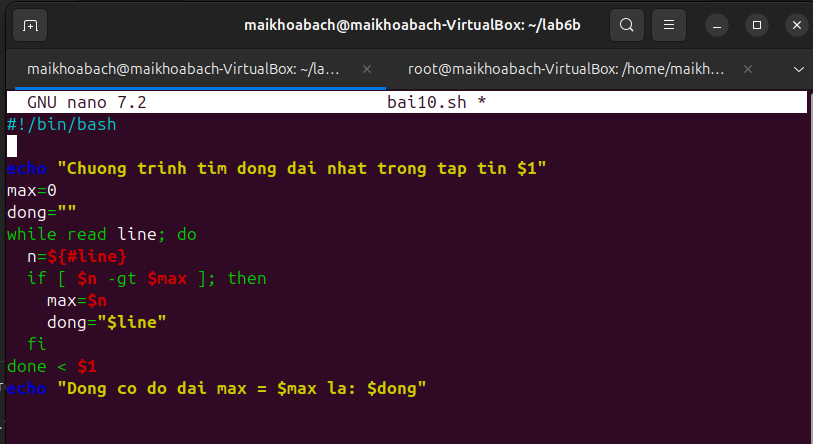 maikhoabach@maikhoabach-VirtualBox: ~/lab6b
maikhoabach@maikhoabach-VirtualBox: ~/la...
root@maikhoabach-VirtualBox: /home/maikh...
GNU nano 7.2 bai10.sh *
#!/bin/bash
echo "Chuong trinh tim dong dai nhat trong tap tin $1"
max=0
dong=""
while read line; do
  n=${#line}
  if [ $n -gt $max ]; then
    max=$n
    dong="$line"
  fi
done < $1
echo "Dong co do dai max = $max la: $dong"